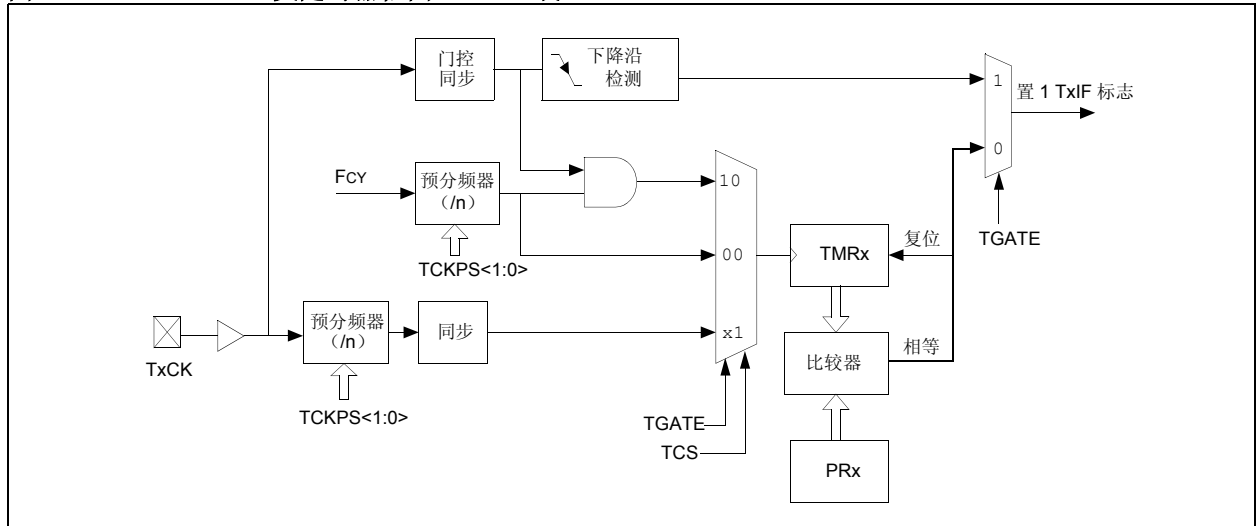 门控
同步
下降沿
检测
1
置 1 TxIF 标志
0
TGATE
FCY
预分频器
（/n）
TCKPS<1:0>
10
00
x1
TMRx
复位
TxCK
预分频器
（/n）
同步
TCKPS<1:0>
比较器
相等
TGATE
TCS
PRx